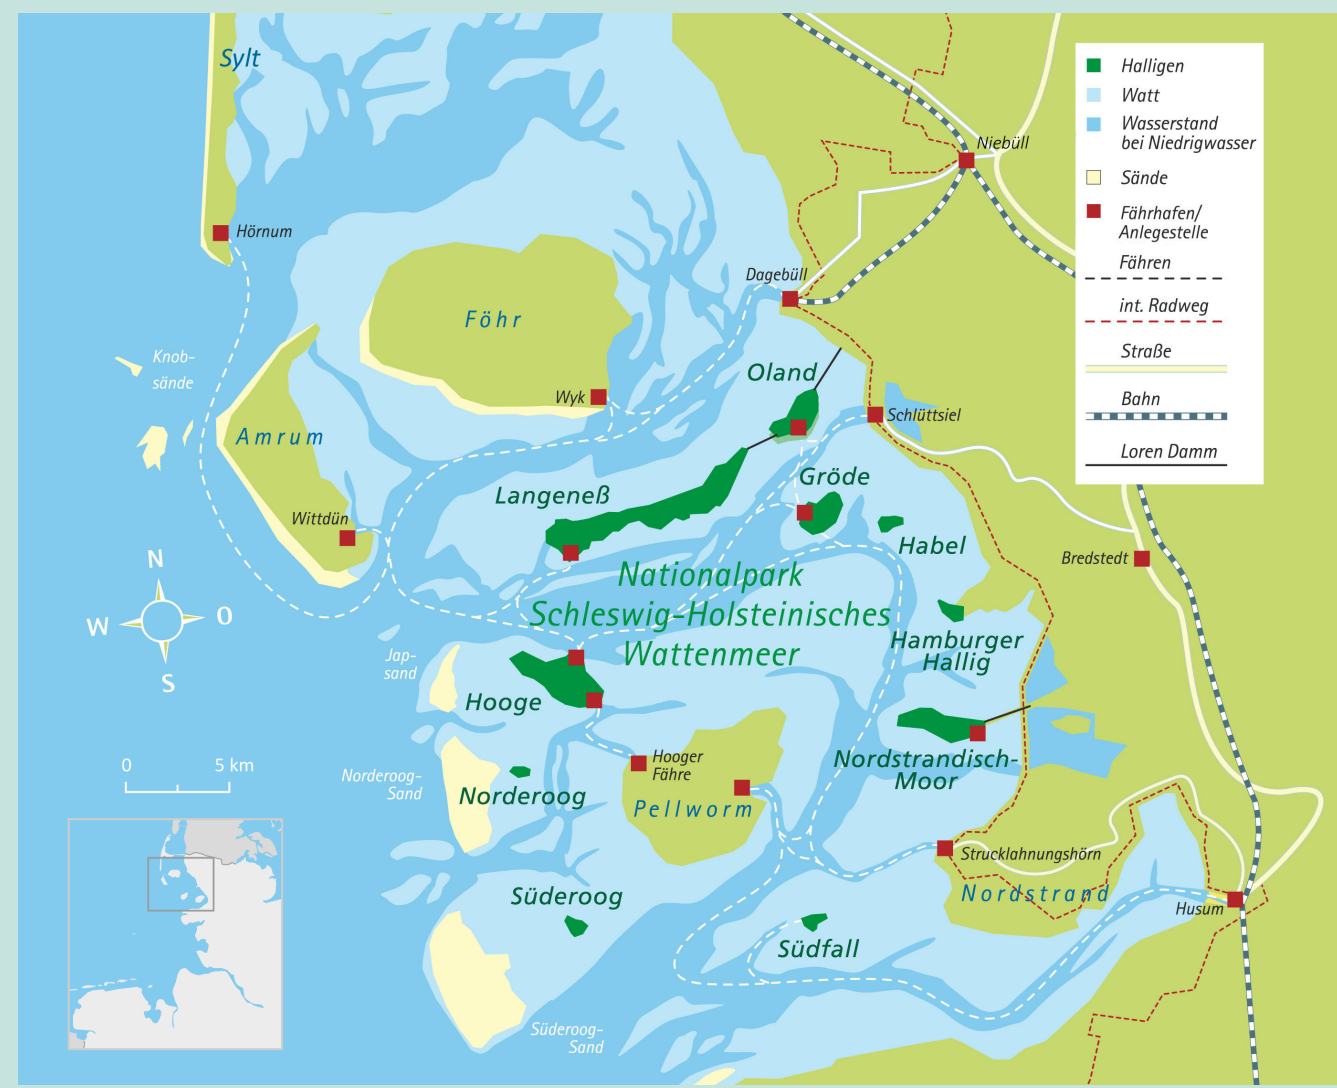 Sylt
Hörnum
Knob-
sände
Amrum
Wittdün
Föhr
Wyk
Niebüll
Dagebüll
Oland
Schlüttsiel
Langeneß
Gröde
Habel
Bredstedt
Nationalpark
Schleswig-Holsteinisches
Wattenmeer
Hamburger
Hallig
Jap-
sand
Hooge
Hooger
Fähre
Nordstrandisch-
Moor
Norderoog-
Sand
Norderoog
Pellworm
Strucklahnungshörn
Nordstrand
Husum
Süderoog
Südfall
Süderoog-
Sand
N
W
O
S
0 5 km
Halligen
Watt
Wasserstand
bei Niedrigwasser
Sände
Fährhafen/
Anlegestelle
Fähren
int. Radweg
Straße
Bahn
Loren Damm